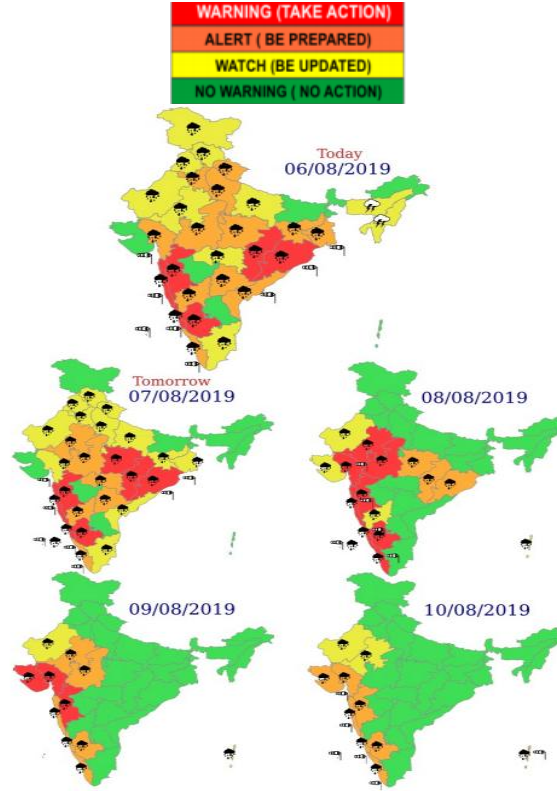 WARNING (TAKE ACTION)
ALERT ( BE PREPARED)
WATCH (BE UPDATED)
NO WARNING ( NO ACTION)
Today
06/08/2019
Tomorrow
07/08/2019
08/08/2019
09/08/2019
10/08/2019